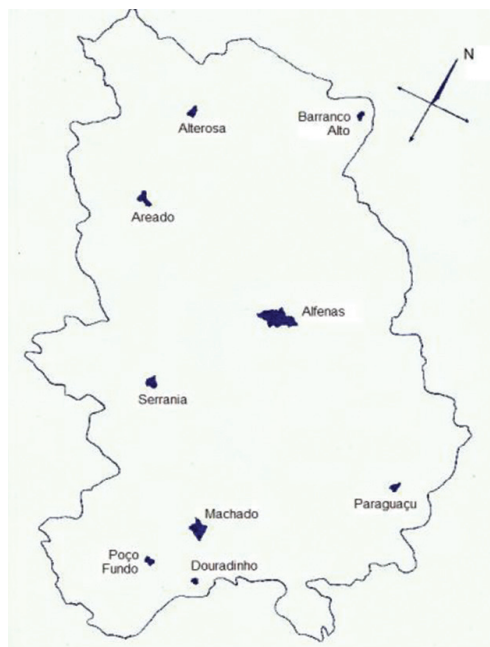 N
Alterosa
Barranco
Alto
Areado
Alfenas
Serrania
Paraguaçu
Machado
Poço
Fundo
Douradinho